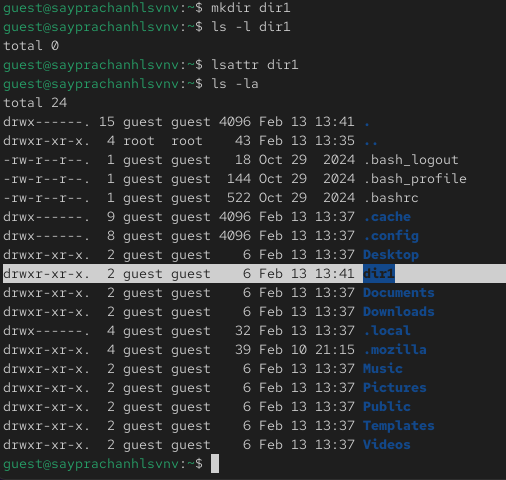 guest@sayprachanhlsvnv:~$ mkdir dir1
guest@sayprachanhlsvnv:~$ ls -l dir1
total 0
guest@sayprachanhlsvnv:~$ lsattr dir1
guest@sayprachanhlsvnv:~$ ls -la
total 24
drwx------. 15 guest guest 4096 Feb 13 13:41 .
drwxr-xr-x.  4 root  root    43 Feb 13 13:35 ..
-rw-r--r--.  1 guest guest   18 Oct 29  2024 .bash_logout
-rw-r--r--.  1 guest guest  144 Oct 29  2024 .bash_profile
-rw-r--r--.  1 guest guest  522 Oct 29  2024 .bashrc
drwx------.  9 guest guest 4096 Feb 13 13:37 .cache
drwx------.  8 guest guest 4096 Feb 13 13:37 .config
drwxr-xr-x.  2 guest guest    6 Feb 13 13:37 Desktop
drwxr-xr-x.  2 guest guest    6 Feb 13 13:41 dir1
drwxr-xr-x.  2 guest guest    6 Feb 13 13:37 Documents
drwxr-xr-x.  2 guest guest    6 Feb 13 13:37 Downloads
drwx------.  4 guest guest   32 Feb 13 13:37 .local
drwxr-xr-x.  4 guest guest   39 Feb 10 21:15 .mozilla
drwxr-xr-x.  2 guest guest    6 Feb 13 13:37 Music
drwxr-xr-x.  2 guest guest    6 Feb 13 13:37 Pictures
drwxr-xr-x.  2 guest guest    6 Feb 13 13:37 Public
drwxr-xr-x.  2 guest guest    6 Feb 13 13:37 Templates
drwxr-xr-x.  2 guest guest    6 Feb 13 13:37 Videos
guest@sayprachanhlsvnv:~$